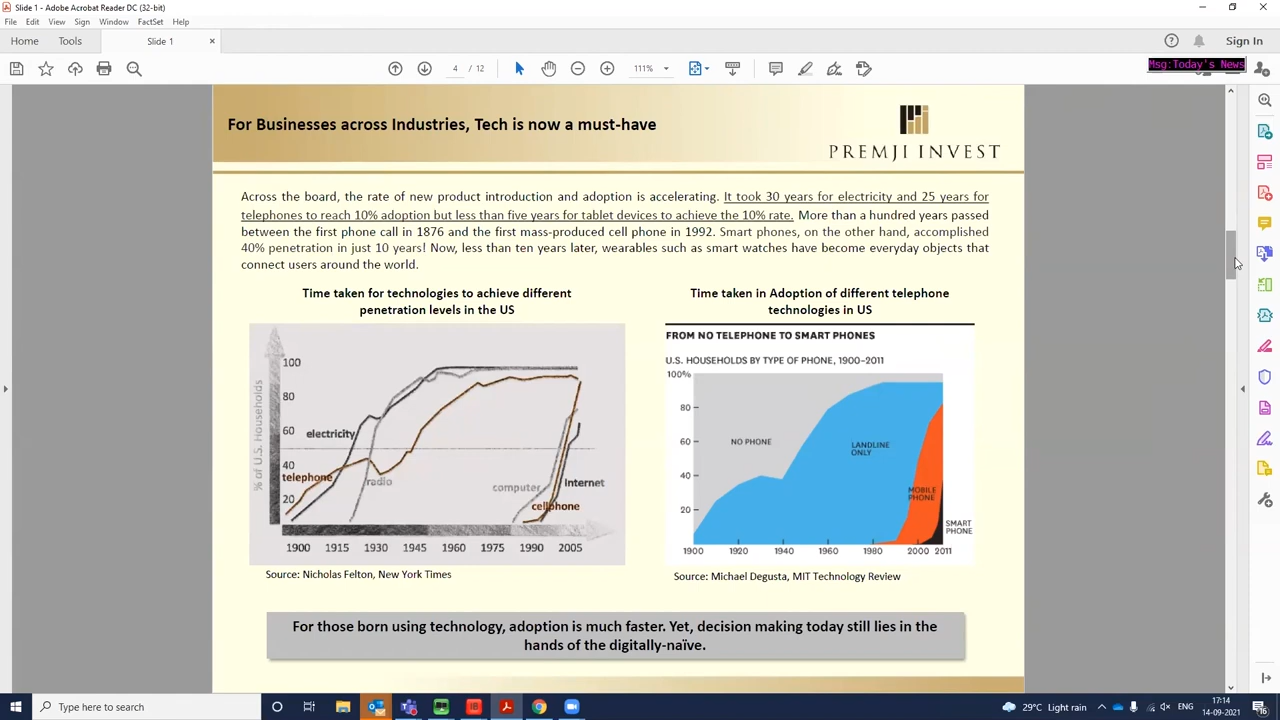 Slide 1 - Adobe Acrobat Reader DC (32-bit)
File Edit View Sign Window FactSet Help
Home Tools Slide 1 × Sign In
4 / 12 111%
Msg:Today's News
For Businesses across Industries, Tech is now a must-have
PREMJI INVEST
Across the board, the rate of new product introduction and adoption is accelerating. It took 30 years for electricity and 25 years for
telephones to reach 10% adoption but less than five years for tablet devices to achieve the 10% rate. More than a hundred years passed
between the first phone call in 1876 and the first mass-produced cell phone in 1992. Smart phones, on the other hand, accomplished
40% penetration in just 10 years! Now, less than ten years later, wearables such as smart watches have become everyday objects that
connect users around the world.
Time taken for technologies to achieve different
penetration levels in the US
% of U.S. Households
100
80
60
40
20
electricity
telephone
radio
computer
Internet
cellphone
1900 1915 1930 1945 1960 1975 1990 2005
Source: Nicholas Felton, New York Times
Time taken in Adoption of different telephone
technologies in US
FROM NO TELEPHONE TO SMART PHONES
U.S. HOUSEHOLDS BY TYPE OF PHONE, 1900-2011
100%
80
60
40
20
NO PHONE
LANDLINE
ONLY
MOBILE
PHONE
SMART
PHONE
1900 1920 1940 1960 1980 2000 2011
Source: Michael Degusta, MIT Technology Review
For those born using technology, adoption is much faster. Yet, decision making today still lies in the
hands of the digitally-naïve.
Type here to search
29°C Light rain
ENG
17:14
14-09-2021
16